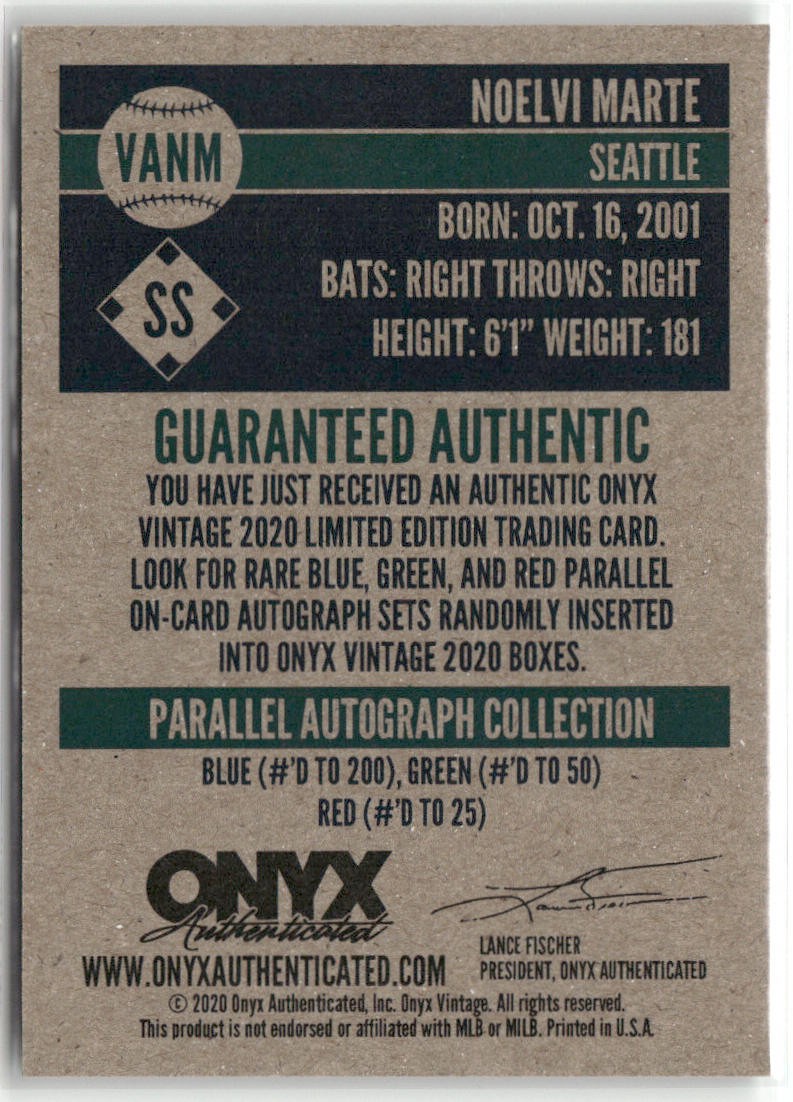 NOELVI MARTE
VANM
SEATTLE
BORN: OCT. 16, 2001
BATS: RIGHT THROWS: RIGHT
SS
HEIGHT: 6'1” WEIGHT: 181
GUARANTEED AUTHENTIC
YOU HAVE JUST RECEIVED AN AUTHENTIC ONYX
VINTAGE 2020 LIMITED EDITION TRADING CARD.
LOOK FOR RARE BLUE, GREEN, AND RED PARALLEL
ON-CARD AUTOGRAPH SETS RANDOMLY INSERTED
INTO ONYX VINTAGE 2020 BOXES.
PARALLEL AUTOGRAPH COLLECTION
BLUE (#'D TO 200), GREEN (#'D TO 50)
RED (#'D TO 25)
ONYX
Authenticated
WWW.ONYXAUTHENTICATED.COM
LANCE FISCHER
PRESIDENT, ONYX AUTHENTICATED
© 2020 Onyx Authenticated, Inc. Onyx Vintage. All rights reserved.
This product is not endorsed or affiliated with MLB or MILB. Printed in U.S.A.